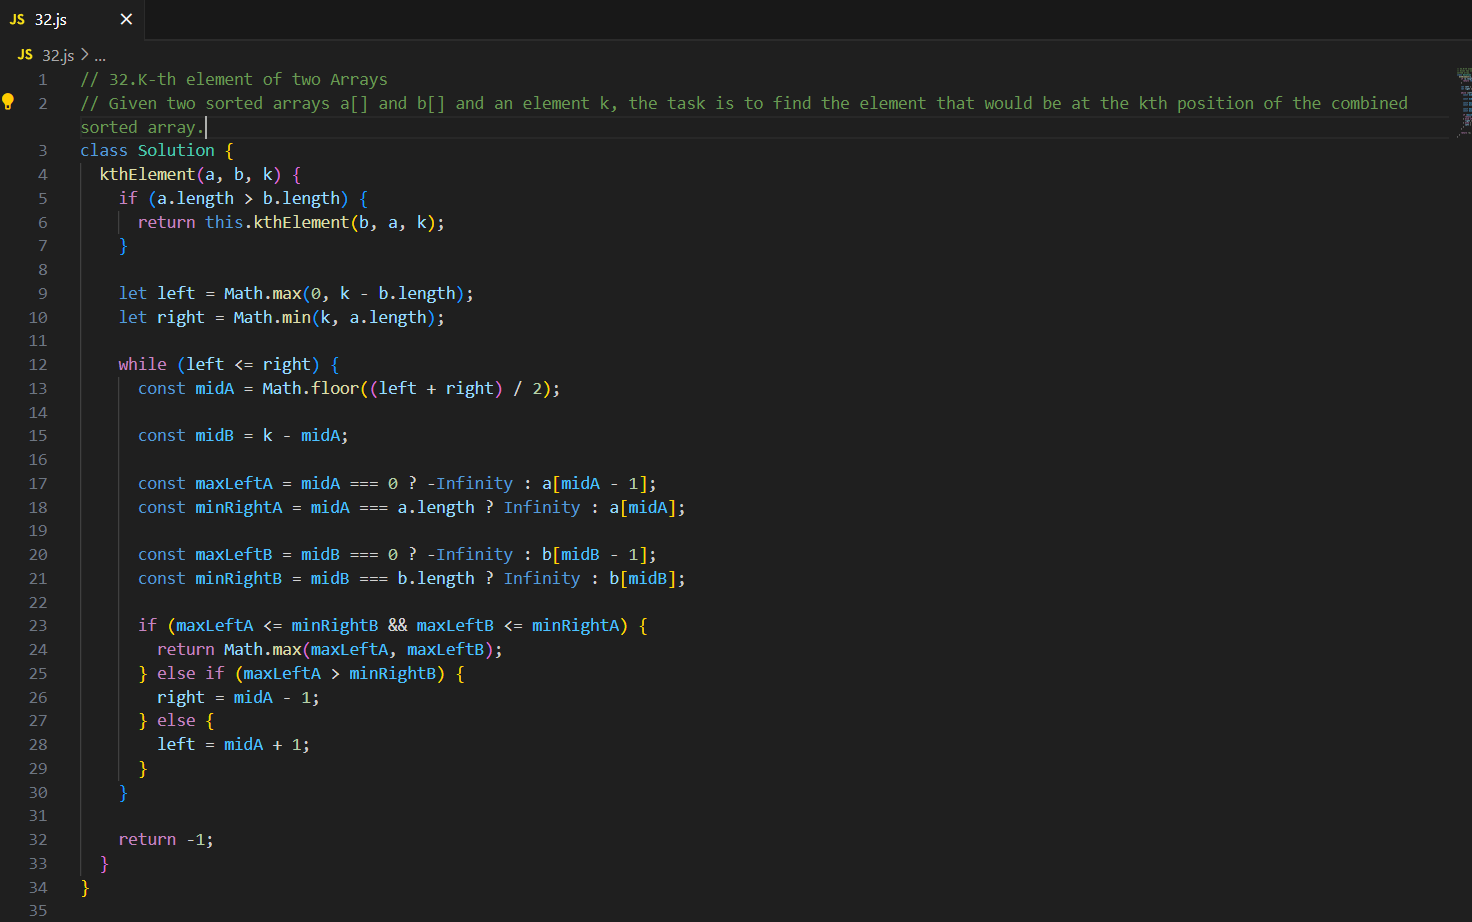 JS 32.js ×
JS 32.js > ...
1 // 32.K-th element of two Arrays
2 // Given two sorted arrays a[] and b[] and an element k, the task is to find the element that would be at the kth position of the combined
sorted array.
3 class Solution {
4   kthElement(a, b, k) {
5     if (a.length > b.length) {
6       return this.kthElement(b, a, k);
7     }
8
9     let left = Math.max(0, k - b.length);
10     let right = Math.min(k, a.length);
11
12     while (left <= right) {
13       const midA = Math.floor((left + right) / 2);
14
15       const midB = k - midA;
16
17       const maxLeftA = midA === 0 ? -Infinity : a[midA - 1];
18       const minRightA = midA === a.length ? Infinity : a[midA];
19
20       const maxLeftB = midB === 0 ? -Infinity : b[midB - 1];
21       const minRightB = midB === b.length ? Infinity : b[midB];
22
23       if (maxLeftA <= minRightB && maxLeftB <= minRightA) {
24         return Math.max(maxLeftA, maxLeftB);
25       } else if (maxLeftA > minRightB) {
26         right = midA - 1;
27       } else {
28         left = midA + 1;
29       }
30     }
31
32     return -1;
33   }
34 }
35